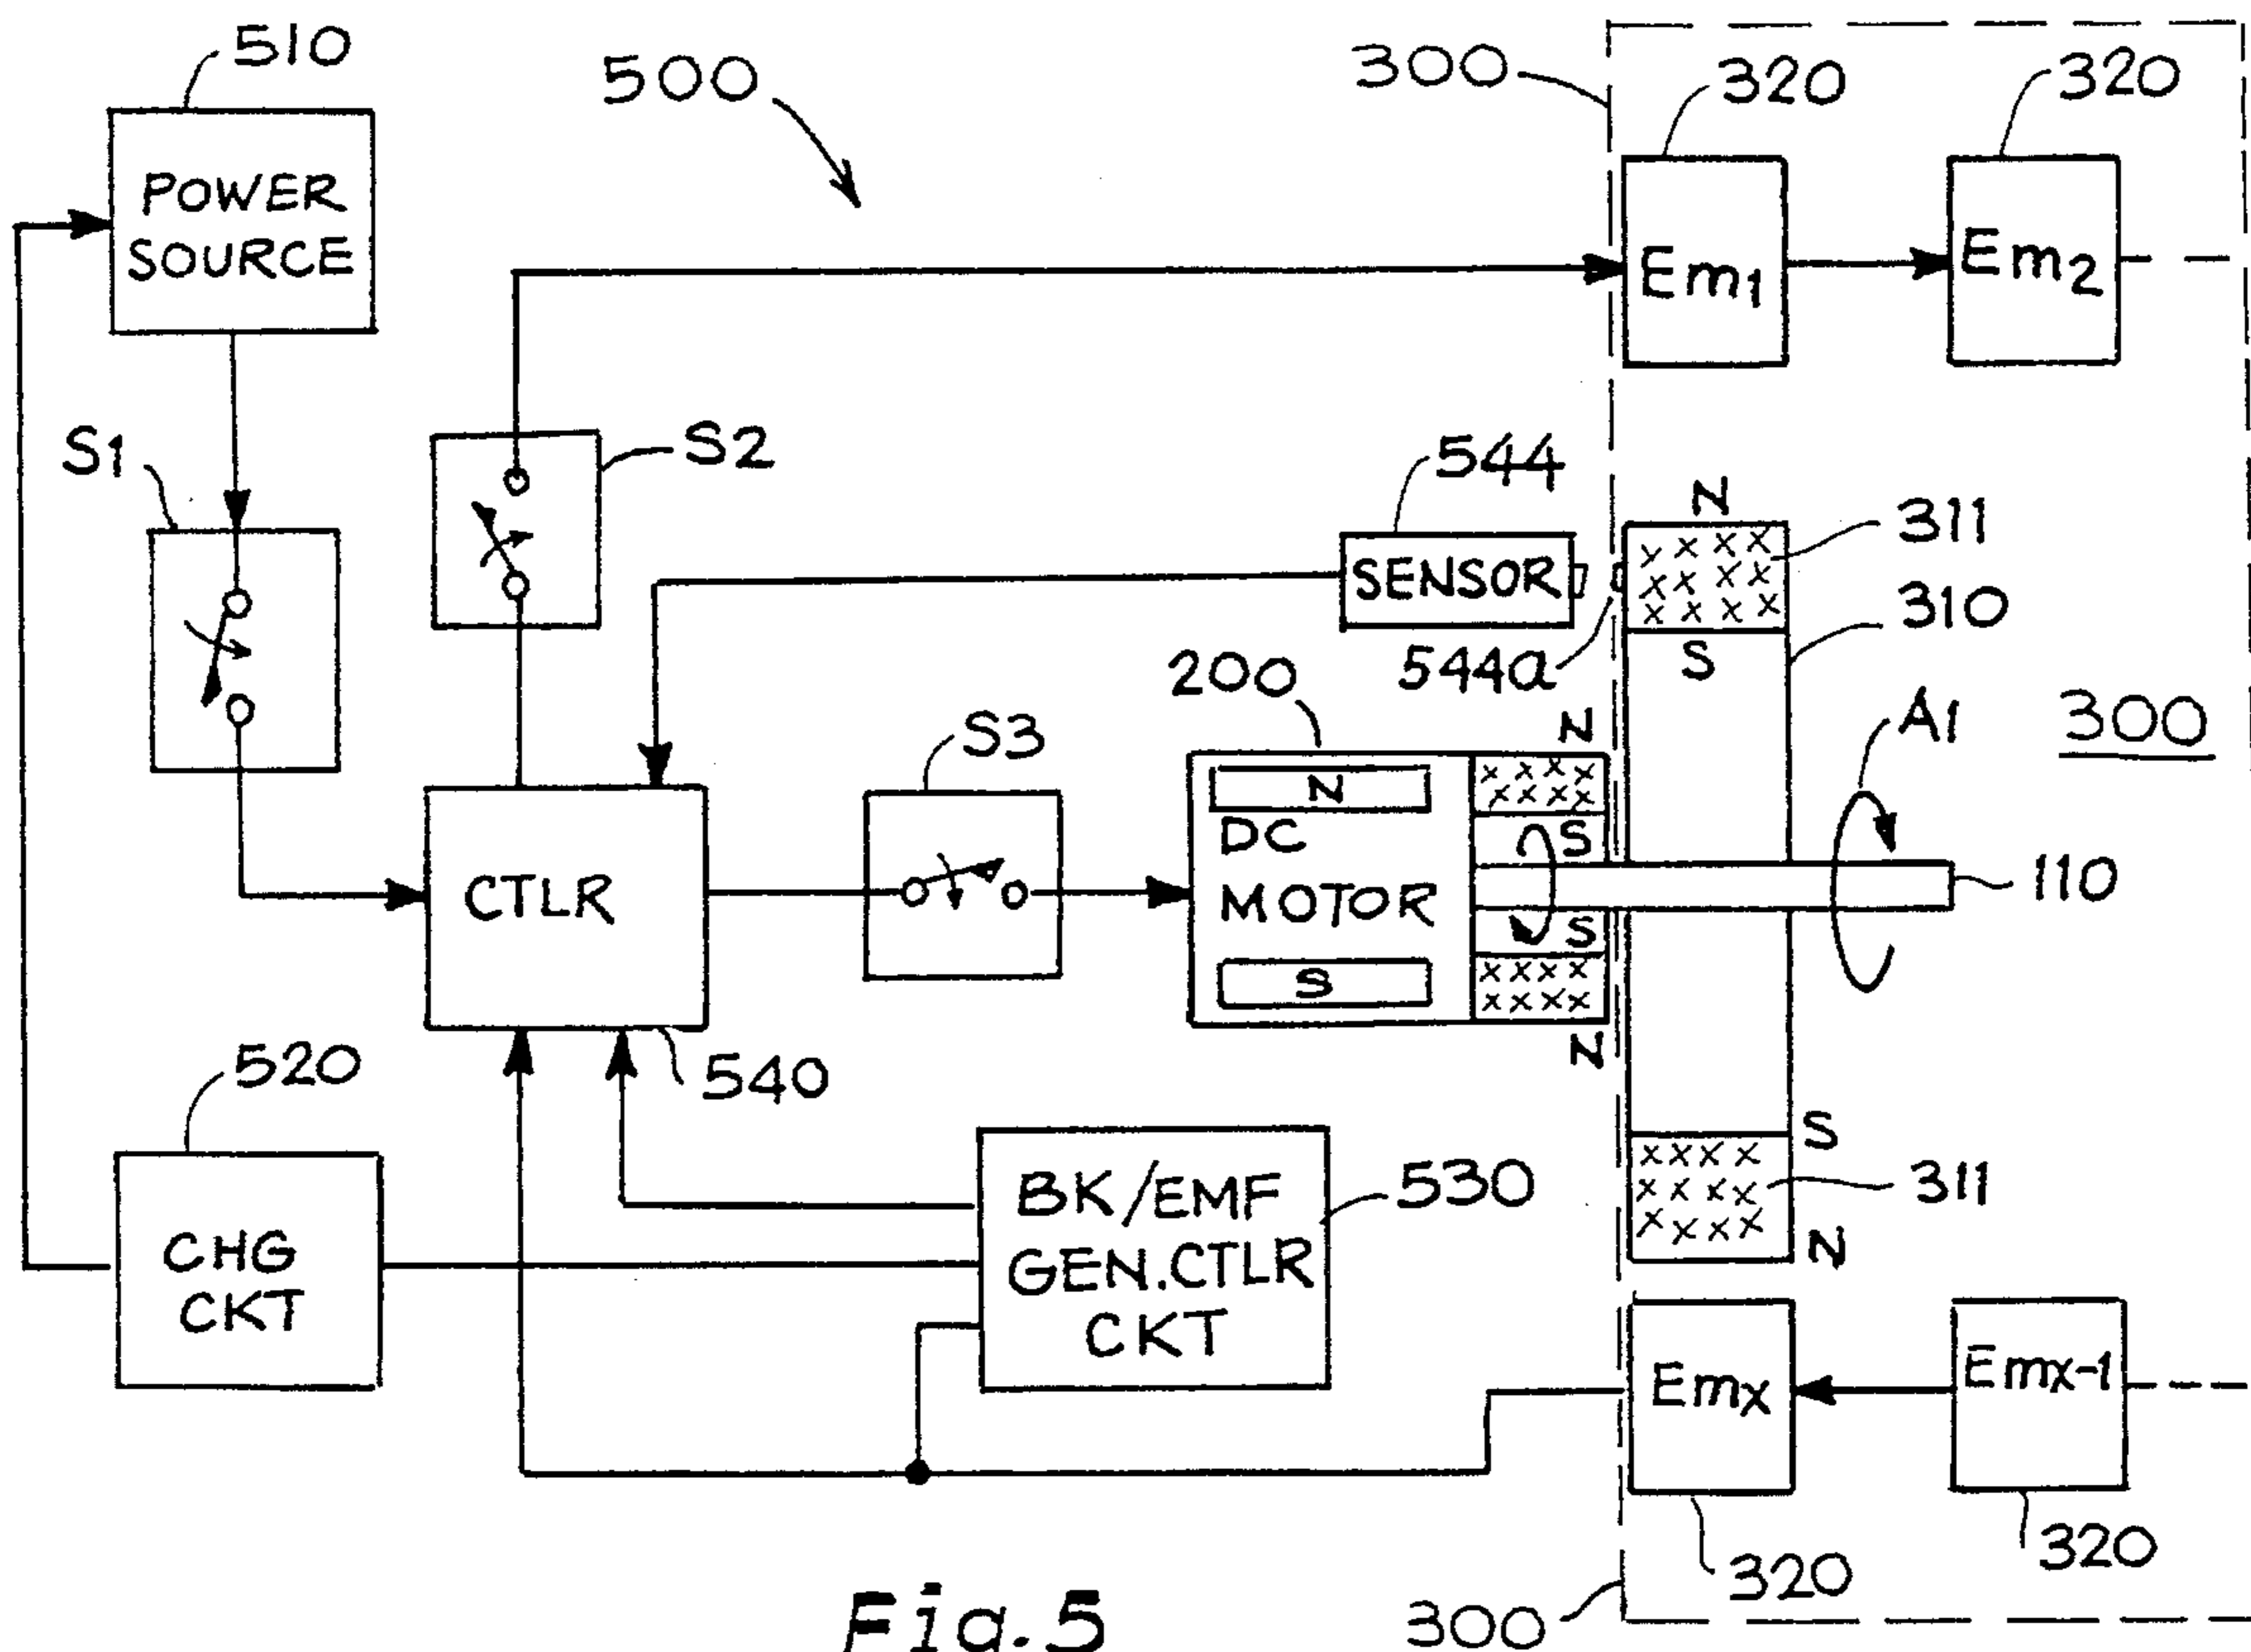 510
500
300
320
320
POWER
SOURCE
Em1
Em2
S1
S2
544
N
311
SENSOR
310
544a
S
200
A1
300
S3
N
N
DC
S
CTLR
MOTOR
110
S
S
N
520
540
S
BK/EMF
530
311
CHG
GEN.CTLR
N
CKT
CKT
Emx
Emx-1
320
320
300
Fig.5